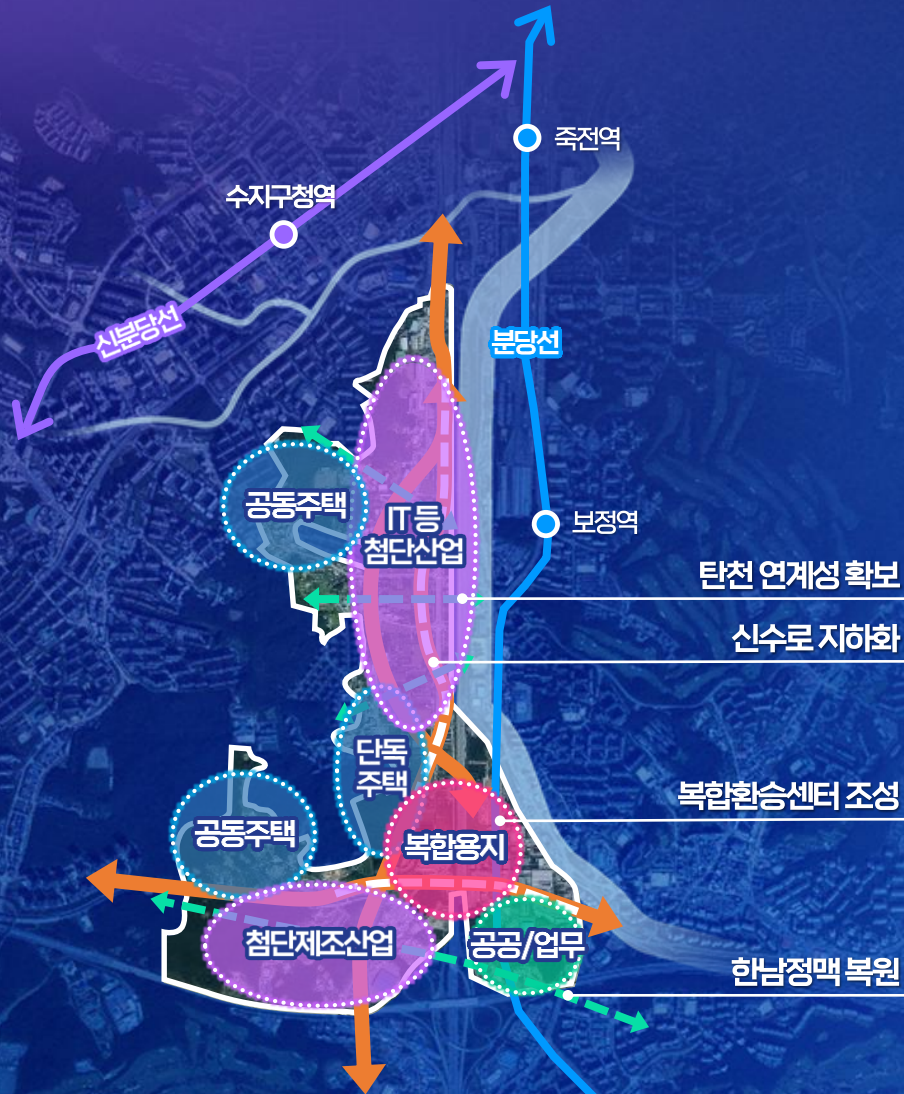 죽전역
수지구청역
신분당선
분당선
공동주택
IT 등
첨단산업
보정역
탄천 연계성 확보
신수로 지하화
단독
주택
복합환승센터 조성
공동주택
복합용지
첨단제조산업
공공/업무
한남정맥 복원